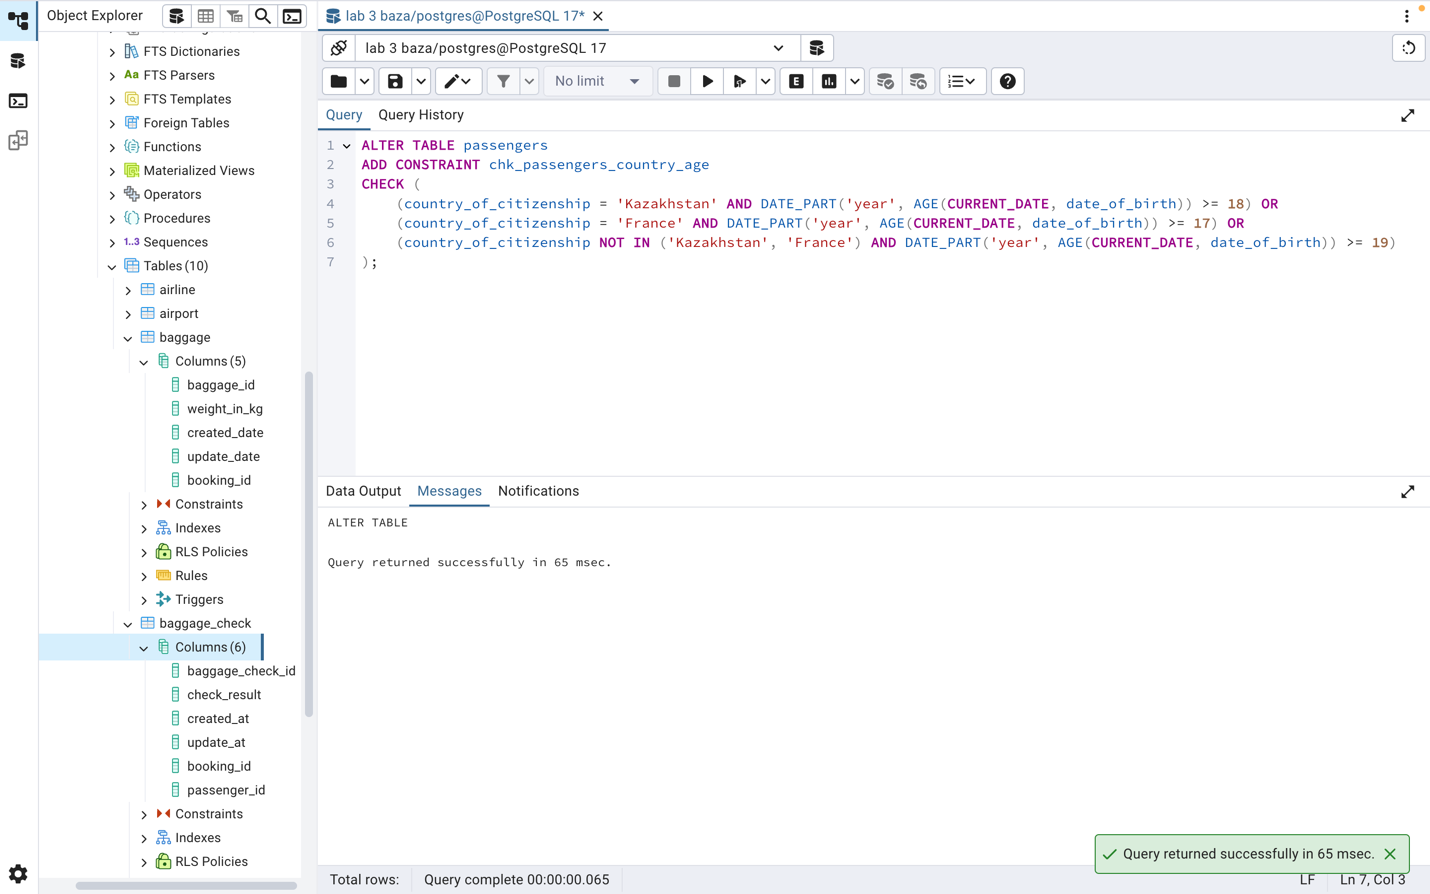 Object Explorer
lab 3 baza/postgres@PostgreSQL 17*
lab 3 baza/postgres@PostgreSQL 17
No limit
E
Query
Query History
1 ALTER TABLE passengers
2 ADD CONSTRAINT chk_passengers_country_age
3 CHECK (
4 (country_of_citizenship = 'Kazakhstan' AND DATE_PART('year', AGE(CURRENT_DATE, date_of_birth)) >= 18) OR
5 (country_of_citizenship = 'France' AND DATE_PART('year', AGE(CURRENT_DATE, date_of_birth)) >= 17) OR
6 (country_of_citizenship NOT IN ('Kazakhstan', 'France') AND DATE_PART('year', AGE(CURRENT_DATE, date_of_birth)) >= 19)
7 );
FTS Dictionaries
Aa FTS Parsers
FTS Templates
Foreign Tables
Functions
Materialized Views
Operators
Procedures
1..3 Sequences
Tables (10)
airline
airport
baggage
Columns (5)
baggage_id
weight_in_kg
created_date
update_date
booking_id
Constraints
Indexes
RLS Policies
Rules
Triggers
baggage_check
Columns (6)
baggage_check_id
check_result
created_at
update_at
booking_id
passenger_id
Constraints
Indexes
RLS Policies
Data Output
Messages
Notifications
ALTER TABLE
Query returned successfully in 65 msec.
Query returned successfully in 65 msec.
Total rows:
Query complete 00:00:00.065
LF
Ln 7, Col 3